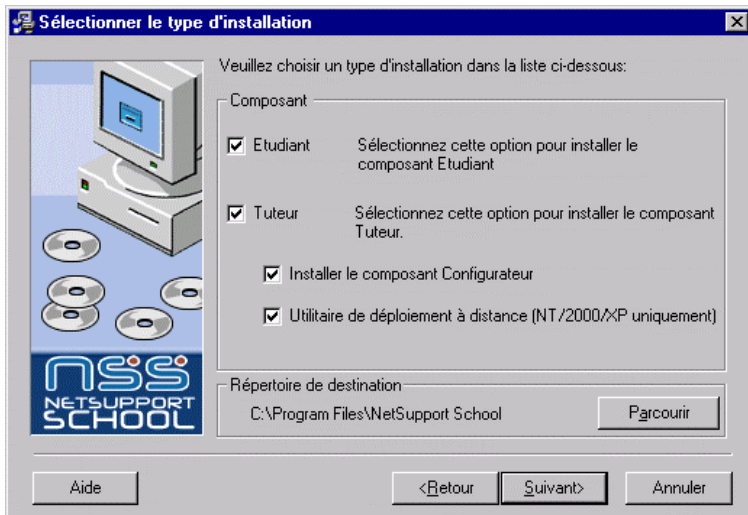 Sélectionner le type d'installation
Veuillez choisir un type d'installation dans la liste ci-dessous:
Composant
Etudiant
Sélectionnez cette option pour installer le
composant Etudiant
Tuteur
Sélectionnez cette option pour installer le composant
Tuteur.
Installer le composant Configurateur
Utilitaire de déploiement à distance (NT/2000/XP uniquement)
nss
NETSUPPORT
SCHOOL
Répertoire de destination
C:\Program Files\NetSupport School
Parcourir
Aide
<Retour
Suivant>
Annuler